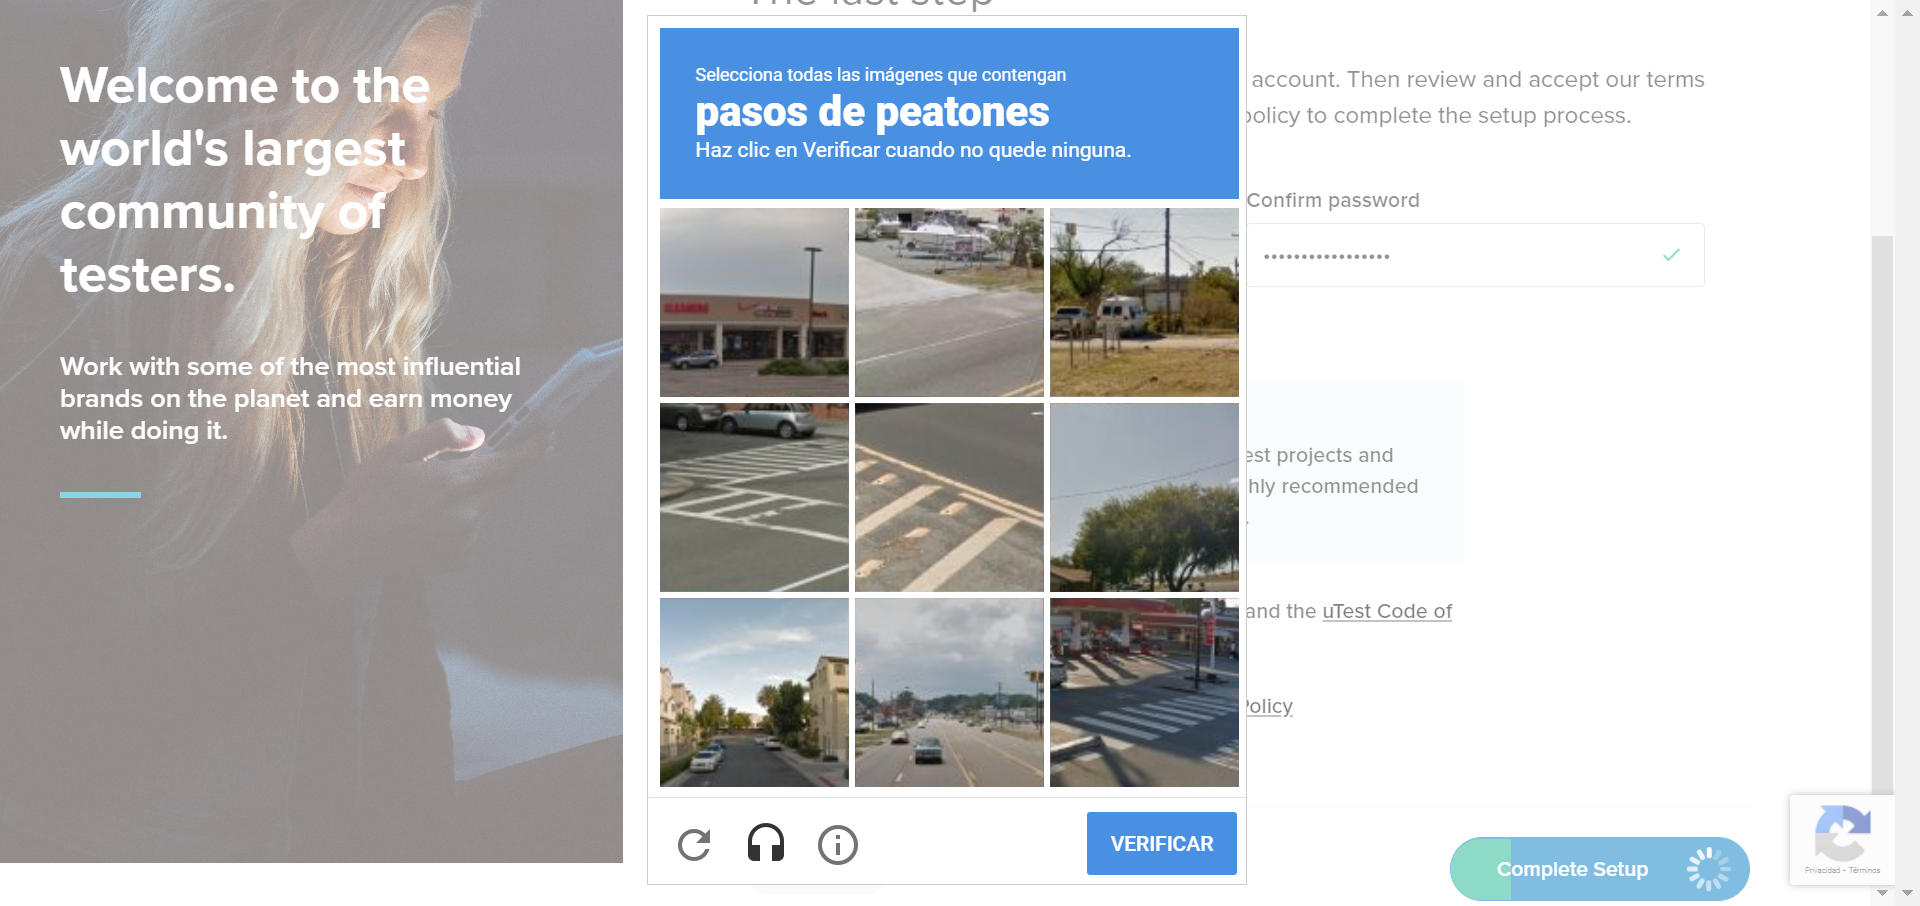 The last step
Welcome to the
world's largest
community of
testers.
Work with some of the most influential
brands on the planet and earn money
while doing it.
Selecciona todas las imágenes que contengan
pasos de peatones
Haz clic en Verificar cuando no quede ninguna.
account. Then review and accept our terms
policy to complete the setup process.
Confirm password
est projects and
hly recommended
and the uTest Code of
Policy
VERIFICAR
Complete Setup
Privacidad - Términos